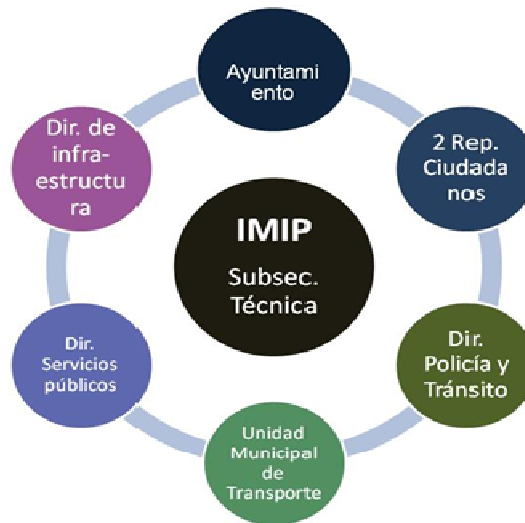 Ayuntami
ento
2 Rep.
Ciudada
nos
Dir.
Policía y
Tránsito
Unidad
Municipal
de
Transporte
Dir.
Servicios
públicos
Dir. de
infra-
estructu
ra
IMIP
Subsec.
Técnica